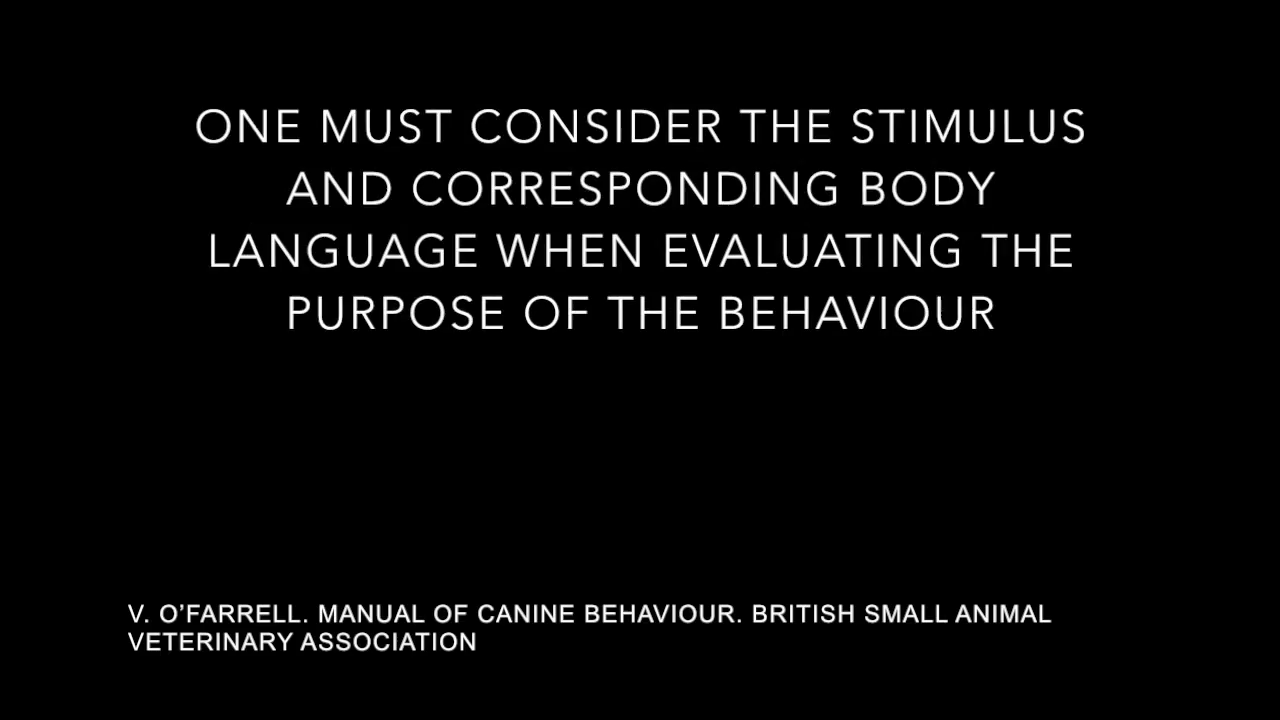 ONE MUST CONSIDER THE STIMULUS
AND CORRESPONDING BODY
LANGUAGE WHEN EVALUATING THE
PURPOSE OF THE BEHAVIOUR
V. O’FARRELL. MANUAL OF CANINE BEHAVIOUR. BRITISH SMALL ANIMAL
VETERINARY ASSOCIATION